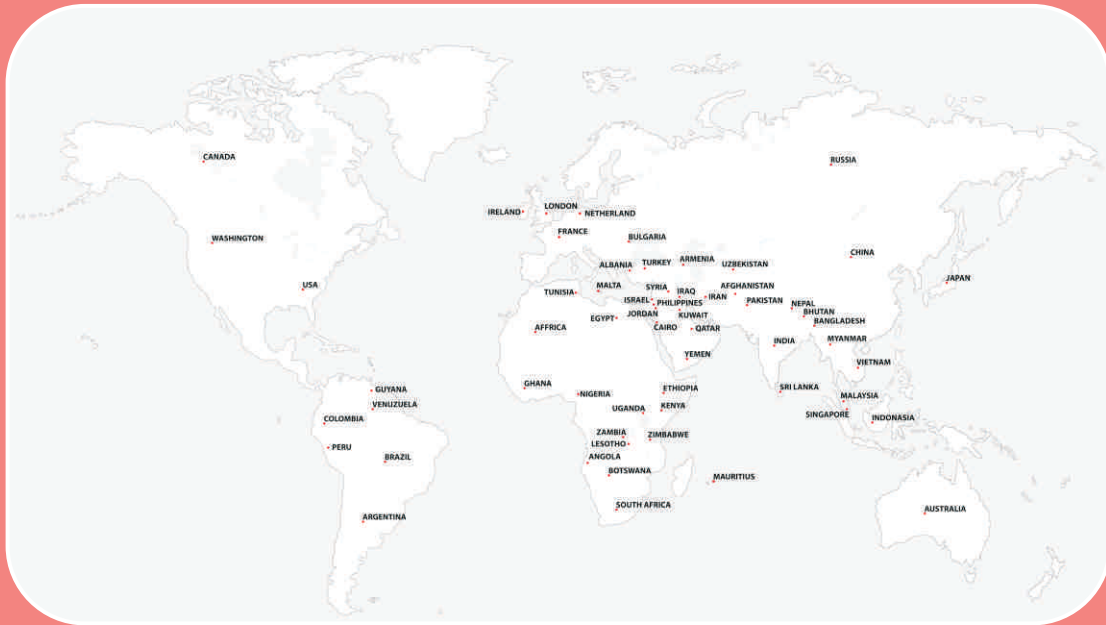 CANADA
RUSSIA
IRELAND
LONDON
NETHERLAND
WASHINGTON
FRANCE
BULGARIA
CHINA
ALBANIA
TURKEY
ARMENIA
UZBEKISTAN
JAPAN
USA
TUNISIA
MALTA
SYRIA
IRAQ
AFGHANISTAN
IRAN
ISRAEL
PHILIPPINES
PAKISTAN
NEPAL
BHUTAN
EGYPT
JORDAN
KUWAIT
BANGLADESH
AFFRICA
CAIRO
QATAR
INDIA
MYANMAR
YEMEN
VIETNAM
GHANA
NIGERIA
ETHIOPIA
SRI LANKA
GUYANA
MALAYSIA
VENUZUELA
UGANDA
KENYA
SINGAPORE
INDONASIA
COLOMBIA
ZAMBIA
ZIMBABWE
LESOTHO
PERU
BRAZIL
ANGOLA
BOTSWANA
MAURITIUS
SOUTH AFRICA
AUSTRALIA
ARGENTINA